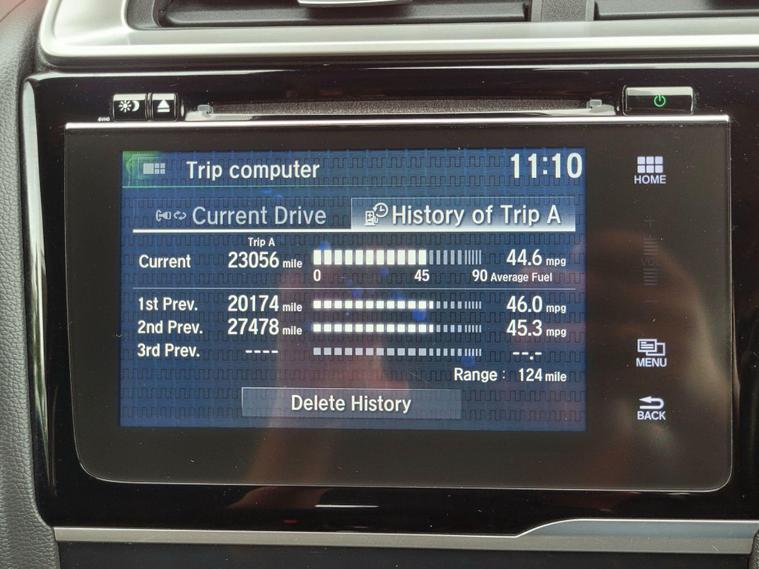 Trip computer 11:10
HOME
Current Drive History of Trip A
Trip A
Current 23056 mile 44.6 mpg
0 45 90 Average Fuel
1st Prev. 20174 mile 46.0 mpg
2nd Prev. 27478 mile 45.3 mpg
3rd Prev. ---- --.-
MENU
Range : 124 mile
Delete History
BACK